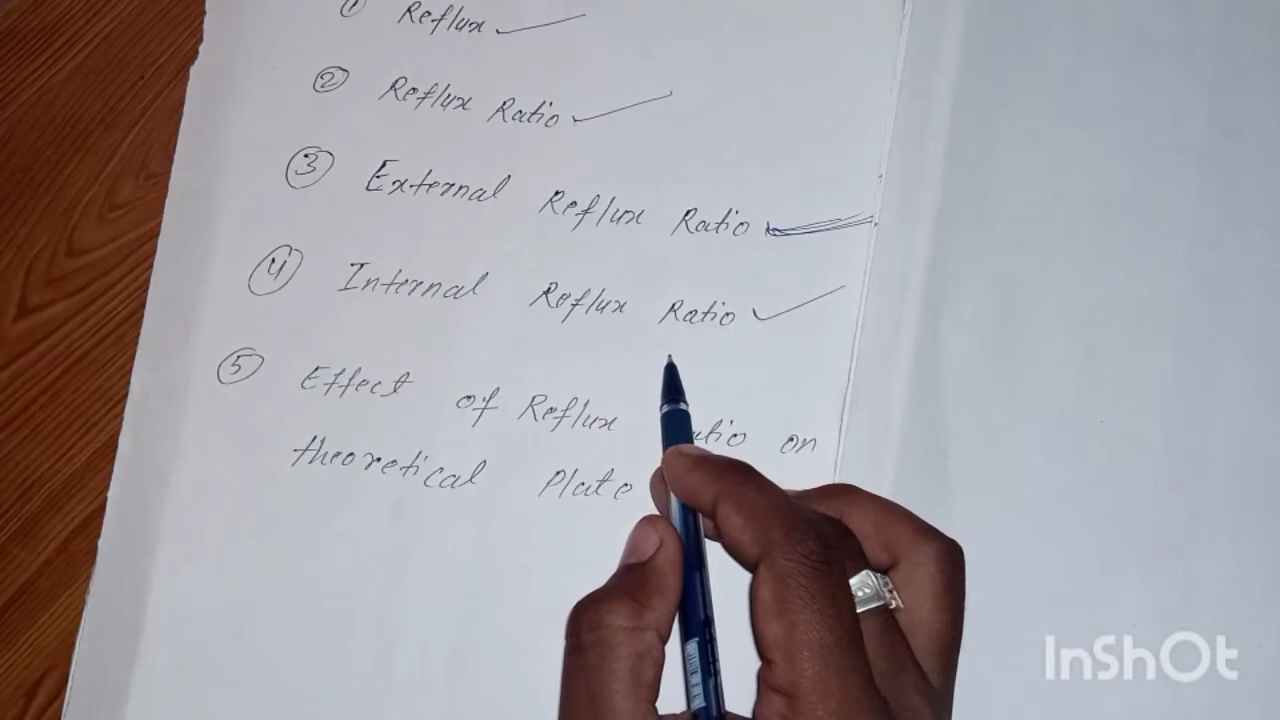 ① Reflux
② Reflux Ratio
③ External Reflux Ratio
④ Internal Reflux Ratio
⑤ Effect of Reflux on
theoretical Plate
InShOt